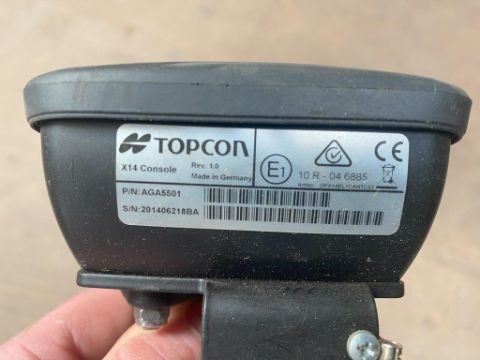 TOPCON
X14 Console
Rev. 1.0
Made in Germany
E1
10 R - 04 6885
P/N:AGA5501
S/N:201406218BA
CE